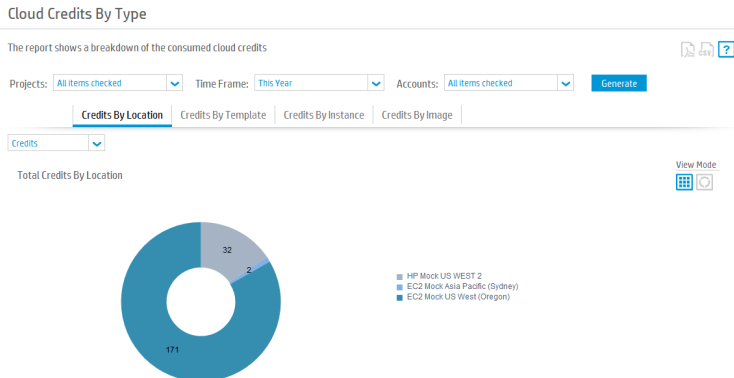 Cloud Credits By Type
The report shows a breakdown of the consumed cloud credits
CSV ?
Projects: All items checked Time Frame: This Year Accounts: All items checked Generate
Credits By Location Credits By Template Credits By Instance Credits By Image
Credits
View Mode
Total Credits By Location
32
2
171
HP Mock US WEST 2
EC2 Mock Asia Pacific (Sydney)
EC2 Mock US West (Oregon)